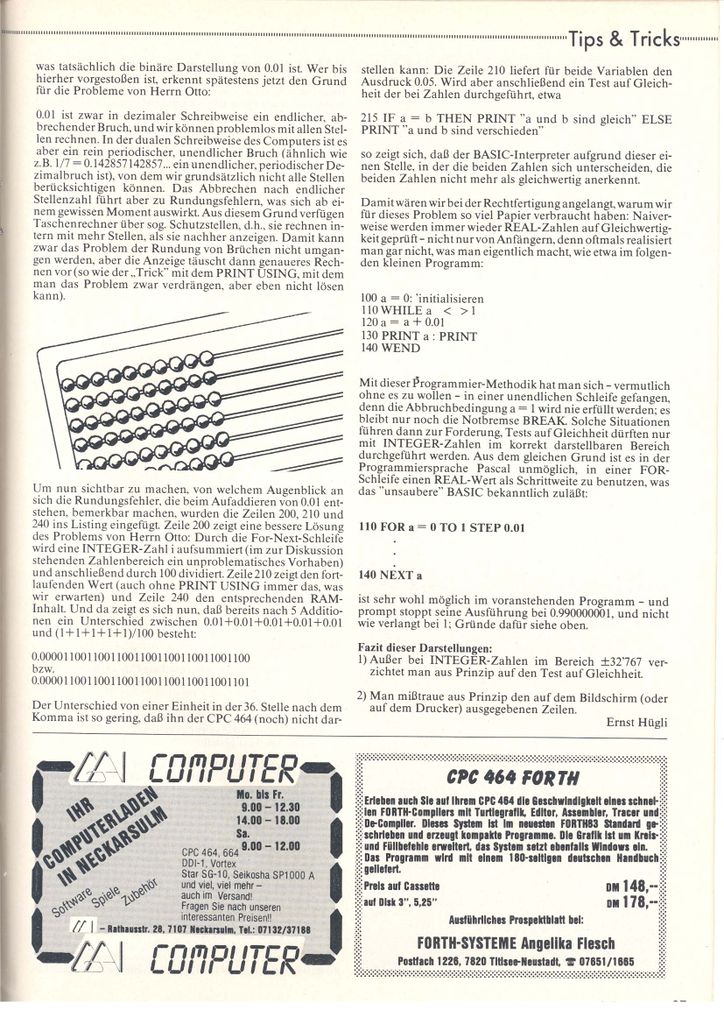 Tips & Tricks
was tatsächlich die binäre Darstellung von 0.01 ist. Wer bis
hierher vorgestoßen ist, erkennt spätestens jetzt den Grund
für die Probleme von Herrn Otto:
0.01 ist zwar in dezimaler Schreibweise ein endlicher, ab-
brechender Bruch, und wir können problemlos mit allen Stel-
len rechnen. In der dualen Schreibweise des Computers ist es
aber ein rein periodischer, unendlicher Bruch (ähnlich wie
z.B. 1/7 = 0.142857142857... ein unendlicher, periodischer De-
zimalbruch ist), von dem wir grundsätzlich nicht alle Stellen
berücksichtigen können. Das Abbrechen nach endlicher
Stellenzahl führt aber zu Rundungsfehlern, was sich ab ei-
nem gewissen Moment auswirkt. Aus diesem Grund verfügen
Taschenrechner über sog. Schutzstellen, d.h., sie rechnen in-
tern mit mehr Stellen, als sie nachher anzeigen. Damit kann
zwar das Problem der Rundung von Brüchen nicht umgan-
gen werden, aber die Anzeige täuscht dann genaueres Rech-
nen vor (so wie der „Trick" mit dem PRINT USING, mit dem
man das Problem zwar verdrängen, aber eben nicht lösen
kann).
Um nun sichtbar zu machen, von welchem Augenblick an
sich die Rundungsfehler, die beim Aufaddieren von 0.01 ent-
stehen, bemerkbar machen, wurden die Zeilen 200, 210 und
240 ins Listing eingefügt. Zeile 200 zeigt eine bessere Lösung
des Problems von Herrn Otto: Durch die For-Next-Schleife
wird eine INTEGER-Zahl i aufsummiert (im zur Diskussion
stehenden Zahlenbereich ein unproblematisches Vorhaben)
und anschließend durch 100 dividiert. Zeile 210 zeigt den fort-
laufenden Wert (auch ohne PRINT USING immer das, was
wir erwarten) und Zeile 240 den entsprechenden RAM-
Inhalt. Und da zeigt es sich nun, daß bereits nach 5 Additio-
nen ein Unterschied zwischen 0.01+0.01+0.01+0.01+0.01
und (1+1+1+1+1)/100 besteht:
0.00001100110011001100110011001100
bzw.
0.00001100110011001100110011001101
Der Unterschied von einer Einheit in der 36. Stelle nach dem
Komma ist so gering, daß ihn der CPC 464 (noch) nicht dar-
stellen kann: Die Zeile 210 liefert für beide Variablen den
Ausdruck 0.05. Wird aber anschließend ein Test auf Gleich-
heit der bei Zahlen durchgeführt, etwa
215 IF a = b THEN PRINT "a und b sind gleich" ELSE
PRINT "a und b sind verschieden"
so zeigt sich, daß der BASIC-Interpreter aufgrund dieser ei-
nen Stelle, in der die beiden Zahlen sich unterscheiden, die
beiden Zahlen nicht mehr als gleichwertig anerkennt.
Damit wären wir bei der Rechtfertigung angelangt, warum wir
für dieses Problem so viel Papier verbraucht haben: Naiver-
weise werden immer wieder REAL-Zahlen auf Gleichwertig-
keit geprüft – nicht nur von Anfängern, denn oftmals realisiert
man gar nicht, was man eigentlich macht, wie etwa im folgen-
den kleinen Programm:
100 a = 0: 'initialisieren
110 WHILE a < > 1
120 a = a + 0.01
130 PRINT a : PRINT
140 WEND
Mit dieser Programmier-Methodik hat man sich – vermutlich
ohne es zu wollen – in einer unendlichen Schleife gefangen,
denn die Abbruchbedingung a = 1 wird nie erfüllt werden; es
bleibt nur noch die Notbremse BREAK. Solche Situationen
führen dann zur Forderung, Tests auf Gleichheit dürften nur
mit INTEGER-Zahlen im korrekt darstellbaren Bereich
durchgeführt werden. Aus dem gleichen Grund ist es in der
Programmiersprache Pascal unmöglich, in einer FOR-
Schleife einen REAL-Wert als Schrittweite zu benutzen, was
das "unsaubere" BASIC bekanntlich zuläßt:
110 FOR a = 0 TO 1 STEP 0.01
.
.
.
140 NEXT a
ist sehr wohl möglich im voranstehenden Programm – und
prompt stoppt seine Ausführung bei 0.990000001, und nicht
wie verlangt bei 1; Gründe dafür siehe oben.
Fazit dieser Darstellungen:
1) Außer bei INTEGER-Zahlen im Bereich ±32'767 ver-
zichtet man aus Prinzip auf den Test auf Gleichheit.
2) Man mißtraue aus Prinzip den auf dem Bildschirm (oder
auf dem Drucker) ausgegebenen Zeilen.
Ernst Hügli
COMPUTER
IHR
COMPUTERLADEN
IN NECKARSULM
Software Spiele Zubehör
Mo. bis Fr.
9.00 – 12.30
14.00 – 18.00
Sa.
9.00 – 12.00
CPC 464, 664
DDI-1, Vortex
Star SG-10, Seikosha SP1000 A
und viel, viel mehr –
auch im Versand!
Fragen Sie nach unseren
interessanten Preisen!!
– Rathausstr. 28, 7107 Neckarsulm, Tel.: 07132/37188
COMPUTER
CPC 464 FORTH
Erleben auch Sie auf Ihrem CPC 464 die Geschwindigkeit eines schnel-
len FORTH-Compilers mit Turtlegrafik, Editor, Assembler, Tracer und
De-Compiler. Dieses System ist im neuesten FORTH83 Standard ge-
schrieben und erzeugt kompakte Programme. Die Grafik ist um Kreis-
und Füllbefehle erweitert, das System setzt ebenfalls Windows ein.
Das Programm wird mit einem 180-seitigen deutschen Handbuch
geliefert.
Preis auf Cassette DM 148,--
auf Disk 3", 5,25" DM 178,--
Ausführliches Prospektblatt bei:
FORTH-SYSTEME Angelika Flesch
Postfach 1226, 7820 Titisee-Neustadt, ☎ 07651/1665